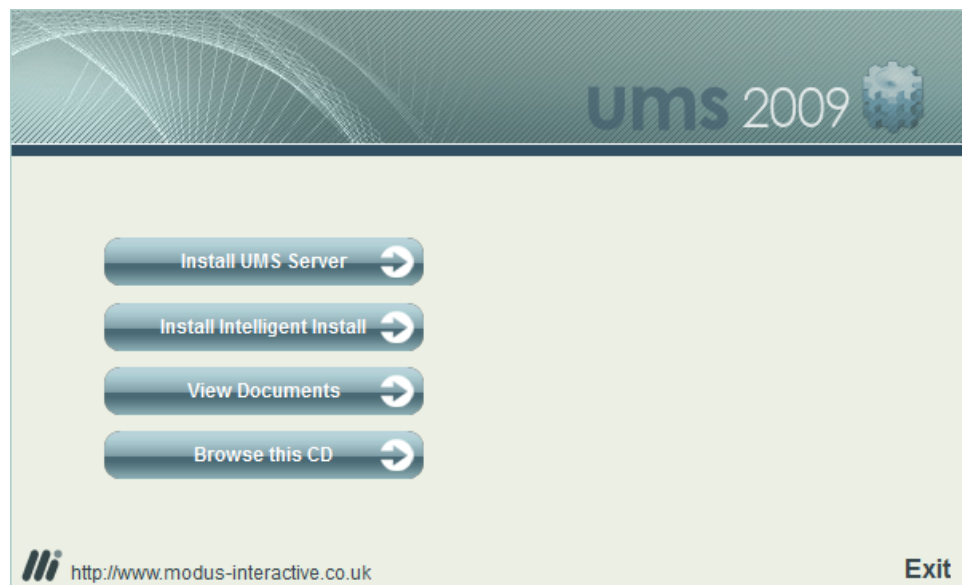 ums 2009
Install UMS Server
Install Intelligent Install
View Documents
Browse this CD
http://www.modus-interactive.co.uk
Exit